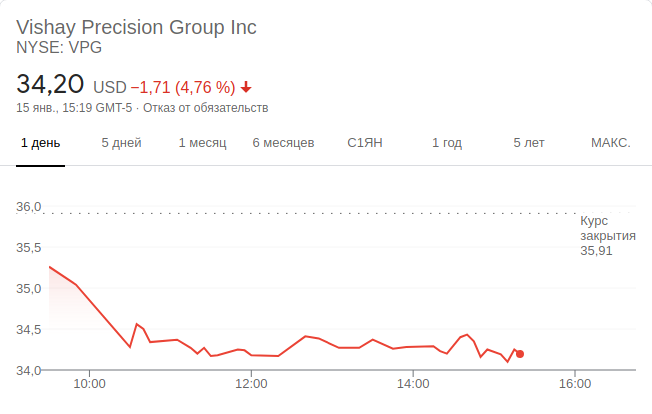 Vishay Precision Group Inc
NYSE: VPG
34,20 USD −1,71 (4,76 %)
15 янв., 15:19 GMT-5 · Отказ от обязательств
1 день 5 дней 1 месяц 6 месяцев С1ЯН 1 год 5 лет МАКС.
36,0
Курс
закрытия
35,5
35,91
35,0
34,5
34,0
10:00 12:00 14:00 16:00